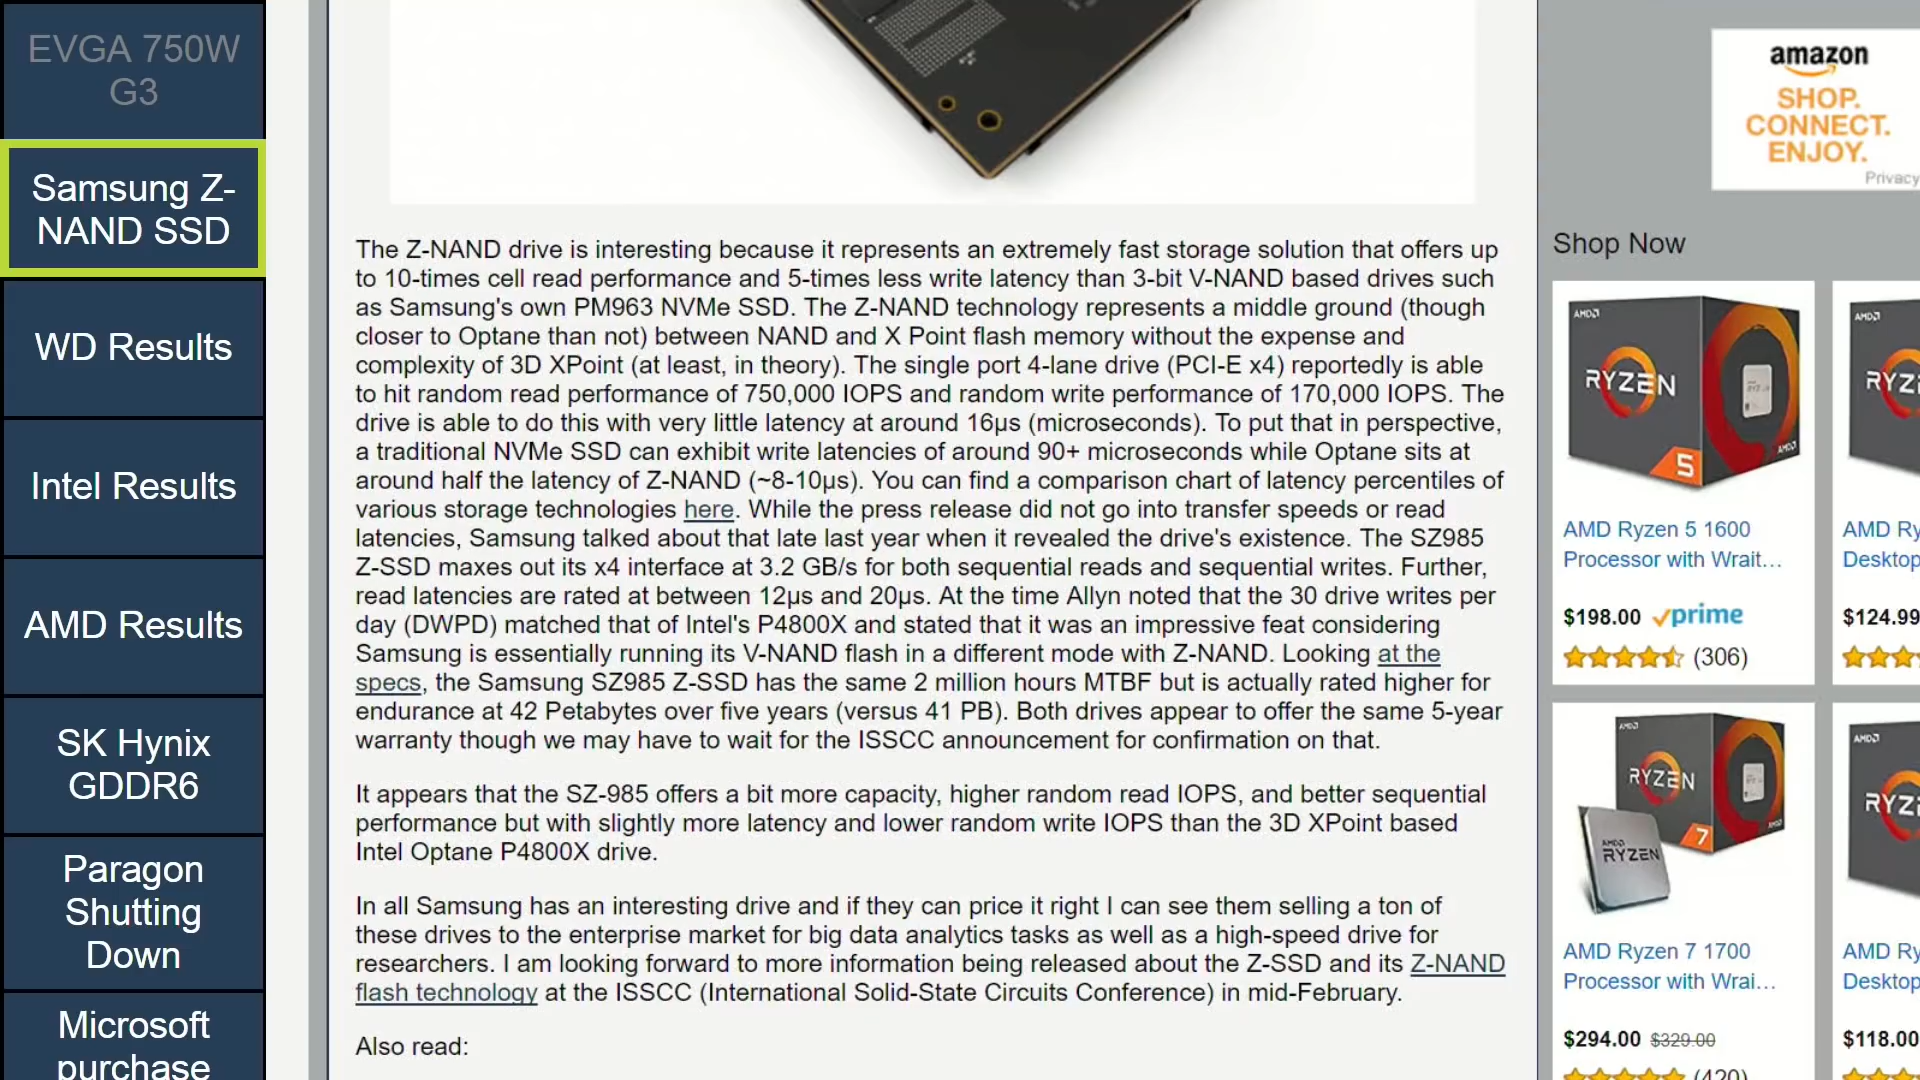 EVGA 750W
G3
Samsung Z-
NAND SSD
WD Results
Intel Results
AMD Results
SK Hynix
GDDR6
Paragon
Shutting
Down
Microsoft
purchase
The Z-NAND drive is interesting because it represents an extremely fast storage solution that offers up
to 10-times cell read performance and 5-times less write latency than 3-bit V-NAND based drives such
as Samsung's own PM963 NVMe SSD. The Z-NAND technology represents a middle ground (though
closer to Optane than not) between NAND and X Point flash memory without the expense and
complexity of 3D XPoint (at least, in theory). The single port 4-lane drive (PCI-E x4) reportedly is able
to hit random read performance of 750,000 IOPS and random write performance of 170,000 IOPS. The
drive is able to do this with very little latency at around 16µs (microseconds). To put that in perspective,
a traditional NVMe SSD can exhibit write latencies of around 90+ microseconds while Optane sits at
around half the latency of Z-NAND (~8-10µs). You can find a comparison chart of latency percentiles of
various storage technologies here. While the press release did not go into transfer speeds or read
latencies, Samsung talked about that late last year when it revealed the drive's existence. The SZ985
Z-SSD maxes out its x4 interface at 3.2 GB/s for both sequential reads and sequential writes. Further,
read latencies are rated at between 12µs and 20µs. At the time Allyn noted that the 30 drive writes per
day (DWPD) matched that of Intel's P4800X and stated that it was an impressive feat considering
Samsung is essentially running its V-NAND flash in a different mode with Z-NAND. Looking at the
specs, the Samsung SZ985 Z-SSD has the same 2 million hours MTBF but is actually rated higher for
endurance at 42 Petabytes over five years (versus 41 PB). Both drives appear to offer the same 5-year
warranty though we may have to wait for the ISSCC announcement for confirmation on that.
It appears that the SZ-985 offers a bit more capacity, higher random read IOPS, and better sequential
performance but with slightly more latency and lower random write IOPS than the 3D XPoint based
Intel Optane P4800X drive.
In all Samsung has an interesting drive and if they can price it right I can see them selling a ton of
these drives to the enterprise market for big data analytics tasks as well as a high-speed drive for
researchers. I am looking forward to more information being released about the Z-SSD and its Z-NAND
flash technology at the ISSCC (International Solid-State Circuits Conference) in mid-February.
Also read:
amazon
SHOP.
CONNECT.
ENJOY.
Privacy
Shop Now
AMD
RYZEN
5
AMD
AMD Ryzen 5 1600
Processor with Wrait...
$198.00 prime
(306)
AMD
RYZE
AMD Ry
Desktop
$124.99
AMD
RYZEN
7
AMD
AMD
RYZEN
AMD Ryzen 7 1700
Processor with Wrai...
$294.00 $329.00
(420)
AMD
RYZE
AMD Ry
Desktop
$118.00